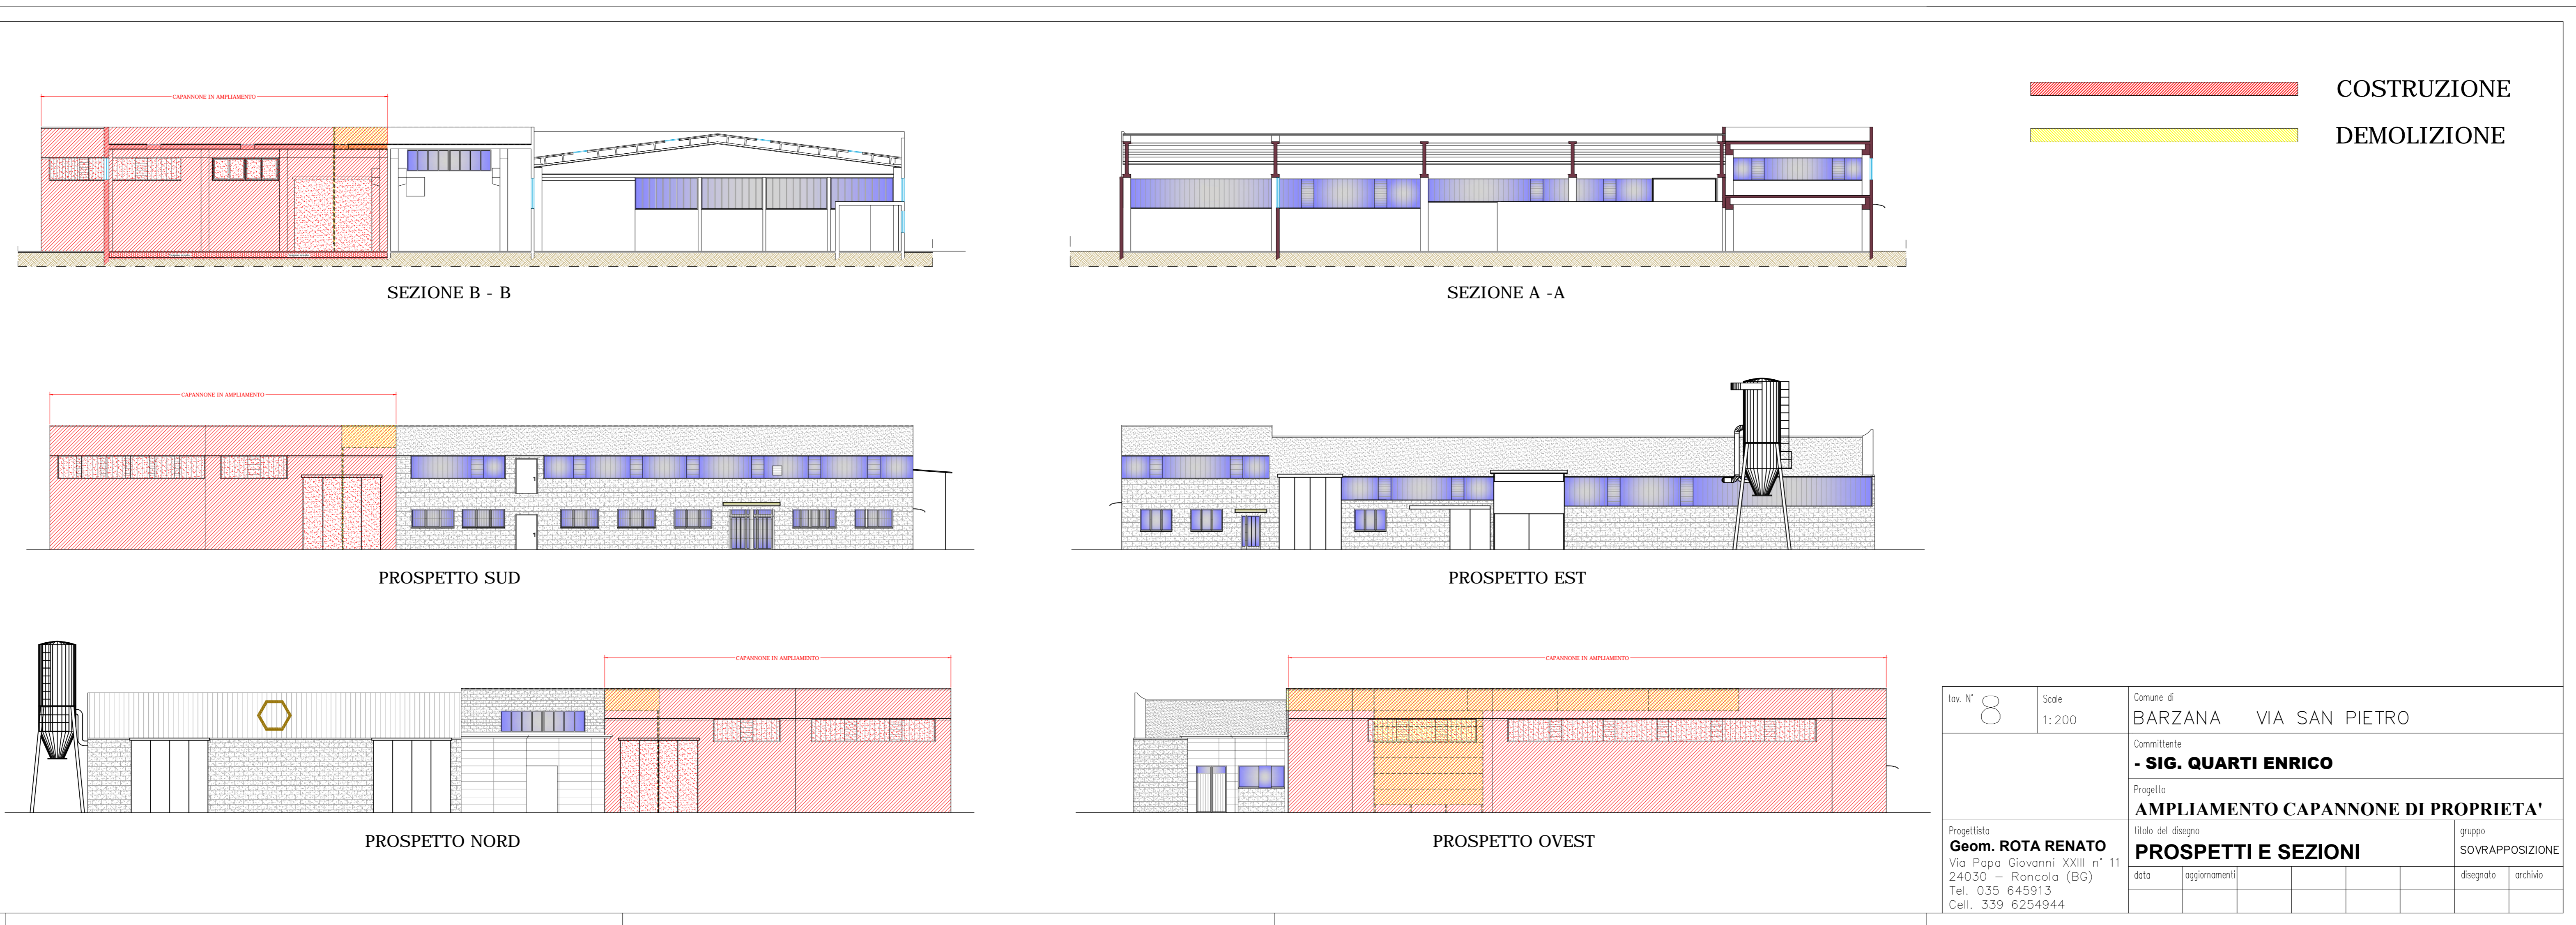 CAPANNONE IN AMPLIAMENTO
COSTRUZIONE
DEMOLIZIONE
SEZIONE B - B
SEZIONE A -A
CAPANNONE IN AMPLIAMENTO
PROSPETTO SUD
PROSPETTO EST
CAPANNONE IN AMPLIAMENTO
CAPANNONE IN AMPLIAMENTO
PROSPETTO NORD
PROSPETTO OVEST
tav. N° 8
Scale
1:200
Comune di
BARZANA VIA SAN PIETRO
Committente
- SIG. QUARTI ENRICO
Progetto
AMPLIAMENTO CAPANNONE DI PROPRIETA'
Progettista
Geom. ROTA RENATO
Via Papa Giovanni XXIII n° 11
24030 – Roncola (BG)
Tel. 035 645913
Cell. 339 6254944
titolo del disegno
PROSPETTI E SEZIONI
gruppo
SOVRAPPOSIZIONE
data
aggiornamenti
disegnato
archivio